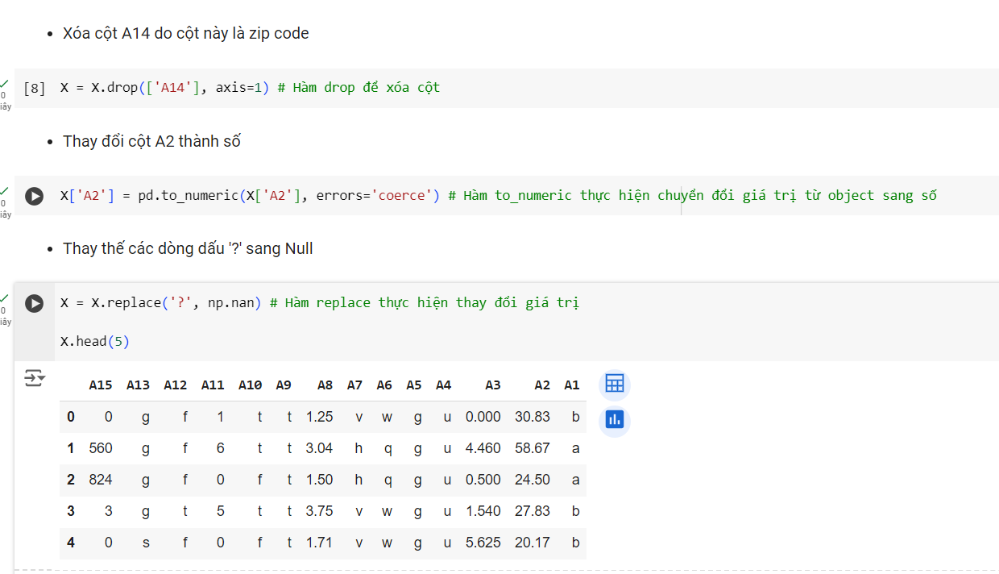 Xóa cột A14 do cột này là zip code
[8] X = X.drop(['A14'], axis=1) # Hàm drop để xóa cột
0
iây
Thay đổi cột A2 thành số
X['A2'] = pd.to_numeric(X['A2'], errors='coerce') # Hàm to_numeric thực hiện chuyển đổi giá trị từ object sang số
0
iây
Thay thế các dòng dấu '?' sang Null
X = X.replace('?', np.nan) # Hàm replace thực hiện thay đổi giá trị
0
iây
X.head(5)
A15 A13 A12 A11 A10 A9 A8 A7 A6 A5 A4 A3 A2 A1
0 0 g f 1 t t 1.25 v w g u 0.000 30.83 b
1 560 g f 6 t t 3.04 h q g u 4.460 58.67 a
2 824 g f 0 f t 1.50 h q g u 0.500 24.50 a
3 3 g t 5 t t 3.75 v w g u 1.540 27.83 b
4 0 s f 0 f t 1.71 v w g u 5.625 20.17 b